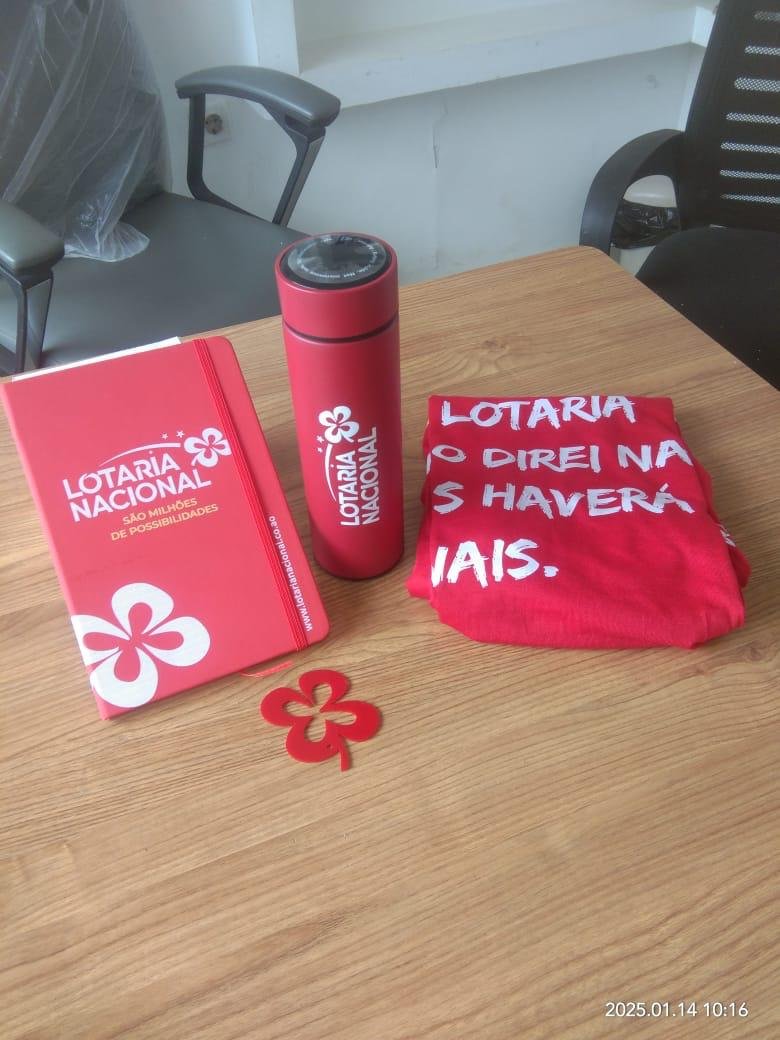 LOTARIA
NACIONAL
SÃO MILHÕES
DE POSSIBILIDADES
www.lotarianacional.co.ao
LOTARIA
NACIONAL
LOTARIA
O DIREI NA
S HAVERÁ
IAIS.
2025.01.14 10:16